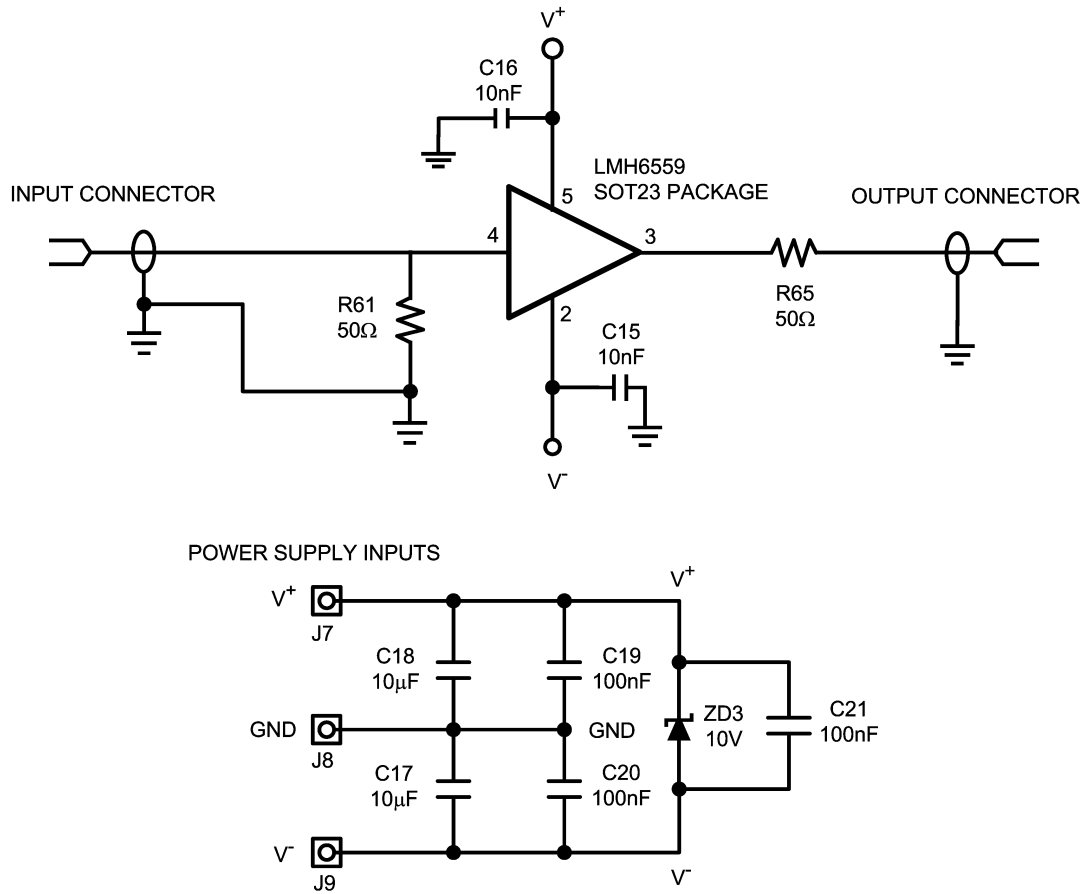 V+
C16
10nF
LMH6559
SOT23 PACKAGE
INPUT CONNECTOR
OUTPUT CONNECTOR
5
4
3
2
R61
50Ω
R65
50Ω
C15
10nF
V-
POWER SUPPLY INPUTS
V+
J7
V+
C18
10μF
C19
100nF
GND
J8
GND
ZD3
10V
C21
100nF
C17
10μF
C20
100nF
V-
J9
V-